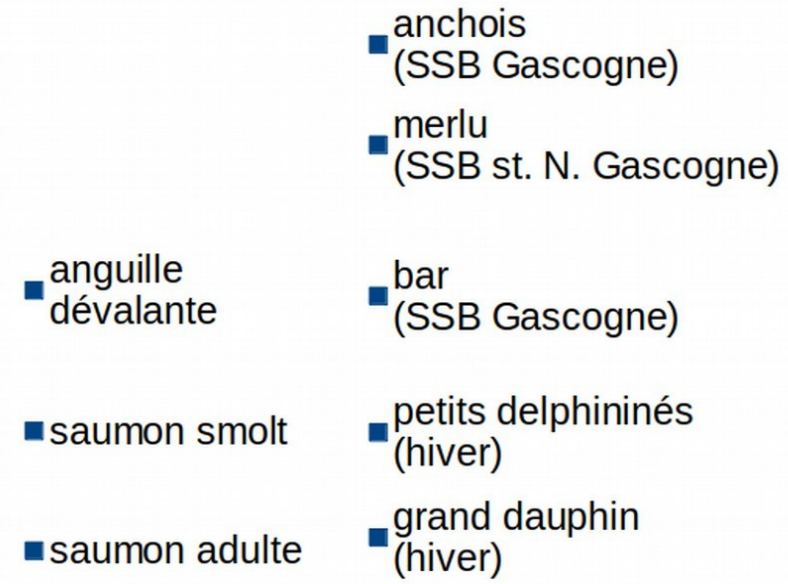 anchois
(SSB Gascogne)
merlu
(SSB st. N. Gascogne)
anguille
dévalante
bar
(SSB Gascogne)
saumon smolt
petits delphininés
(hiver)
saumon adulte
grand dauphin
(hiver)